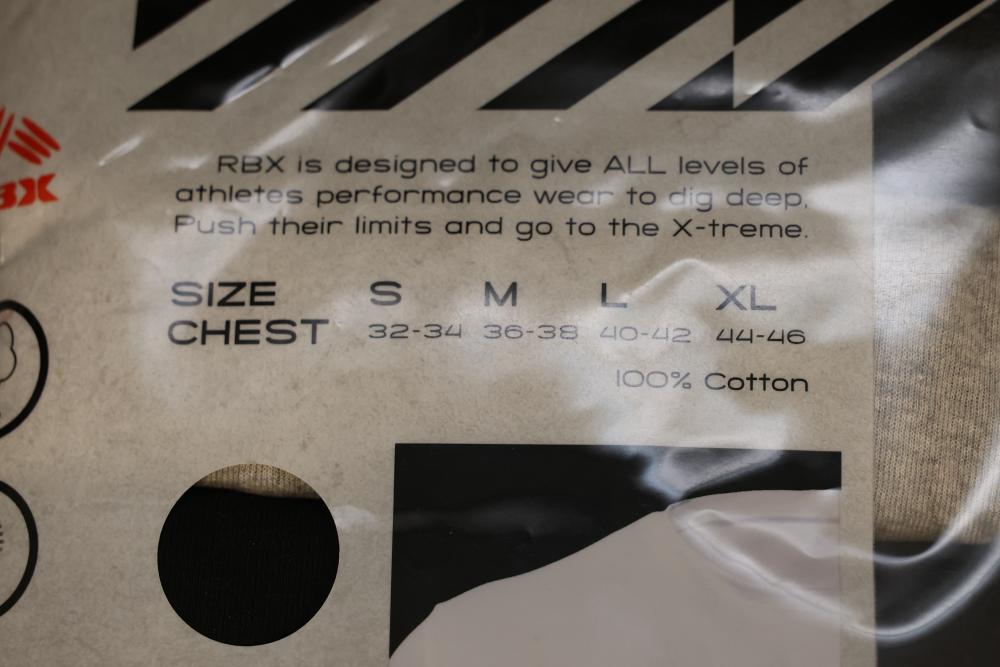 RBX is designed to give ALL levels of
athletes performance wear to dig deep,
Push their limits and go to the X-treme.
SIZE S M L XL
CHEST 32-34 36-38 40-42 44-46
100% Cotton
BX